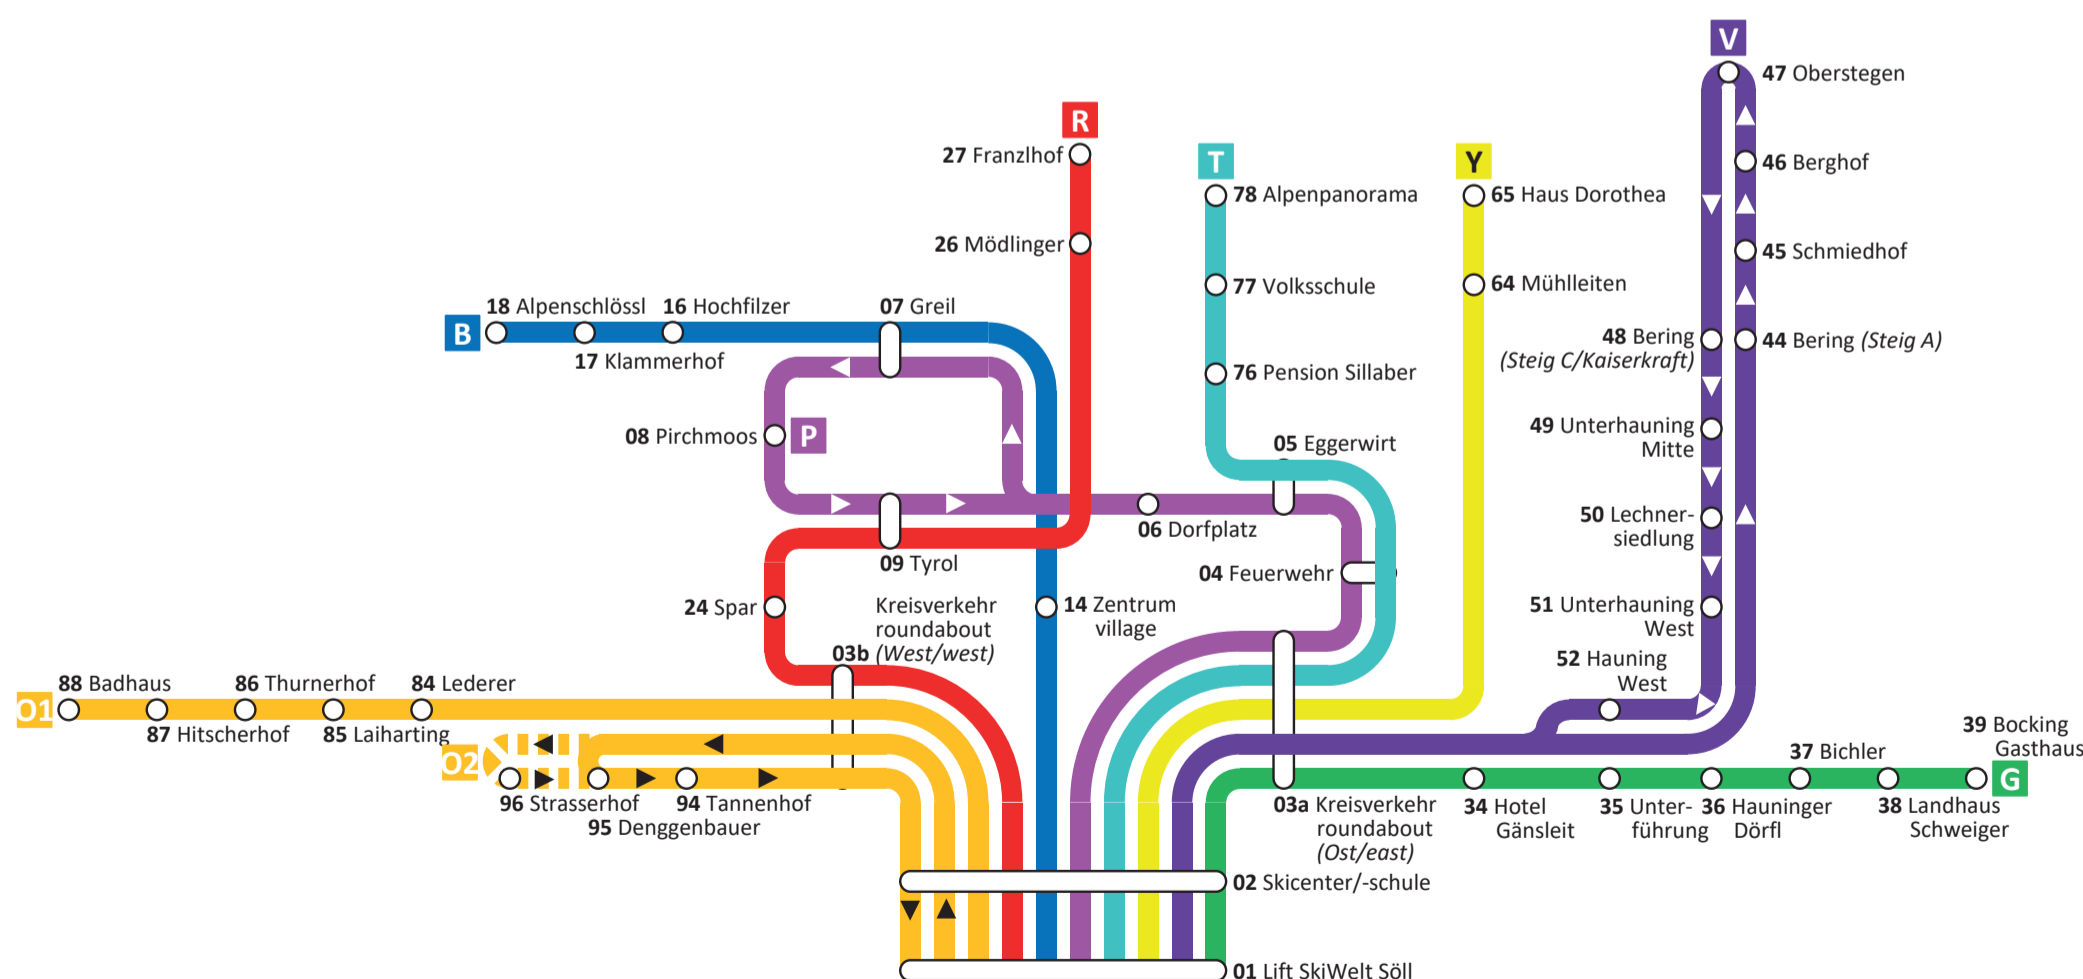 V
47 Oberstegen
R
27 Franzlhof
T
Y
46 Berghof
78 Alpenpanorama
65 Haus Dorothea
26 Mödlinger
45 Schmiedhof
77 Volksschule
64 Mühlleiten
18 Alpenschlössl
16 Hochfilzer
07 Greil
B
17 Klammerhof
48 Bering
(Steig C/Kaiserkraft)
44 Bering (Steig A)
76 Pension Sillaber
08 Pirchmoos
P
05 Eggerwirt
49 Unterhauning
Mitte
06 Dorfplatz
50 Lechner-
siedlung
09 Tyrol
04 Feuerwehr
24 Spar
Kreisverkehr
roundabout
03b (West/west)
14 Zentrum
village
51 Unterhauning
West
52 Hauning
West
O1
88 Badhaus
86 Thurnerhof
84 Lederer
87 Hitscherhof
85 Laiharting
O2
39 Bocking
Gasthaus
37 Bichler
G
96 Strasserhof
94 Tannenhof
95 Denggenbauer
03a Kreisverkehr
roundabout
(Ost/east)
34 Hotel
Gänsleit
35 Unter-
führung
36 Hauninger
Dörfl
38 Landhaus
Schweiger
02 Skicenter/-schule
01 Lift SkiWelt Söll